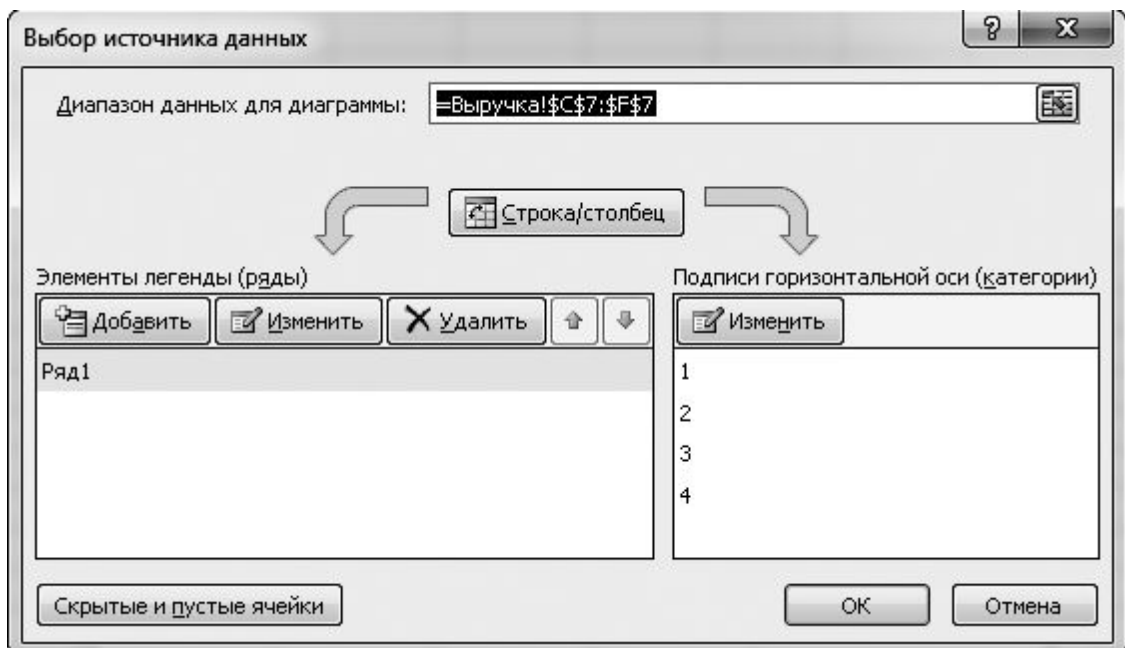 Выбор источника данных
Диапазон данных для диаграммы: =Выручка!$C$7:$F$7
Строка/столбец
Элементы легенды (ряды)
Добавить Изменить Удалить
Ряд1
Подписи горизонтальной оси (категории)
Изменить
1
2
3
4
Скрытые и пустые ячейки
ОК Отмена